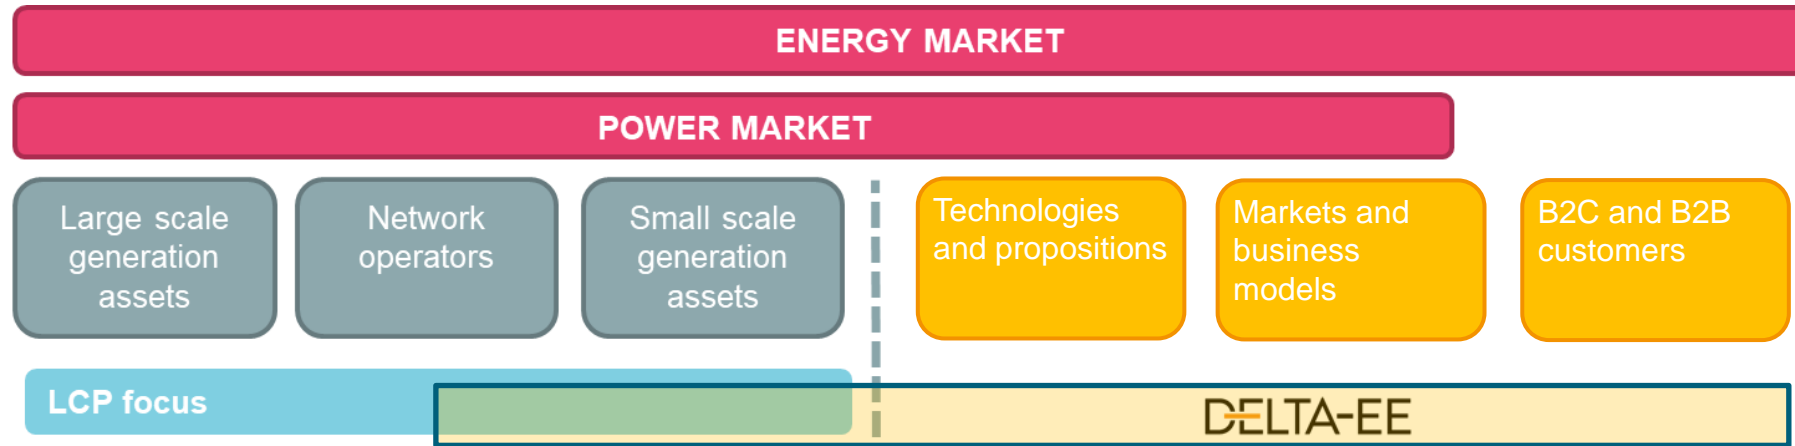 ENERGY MARKET
POWER MARKET
Large scale
generation
assets
Network
operators
Small scale
generation
assets
Technologies
and propositions
Markets and
business
models
B2C and B2B
customers
LCP focus
DELTA-EE